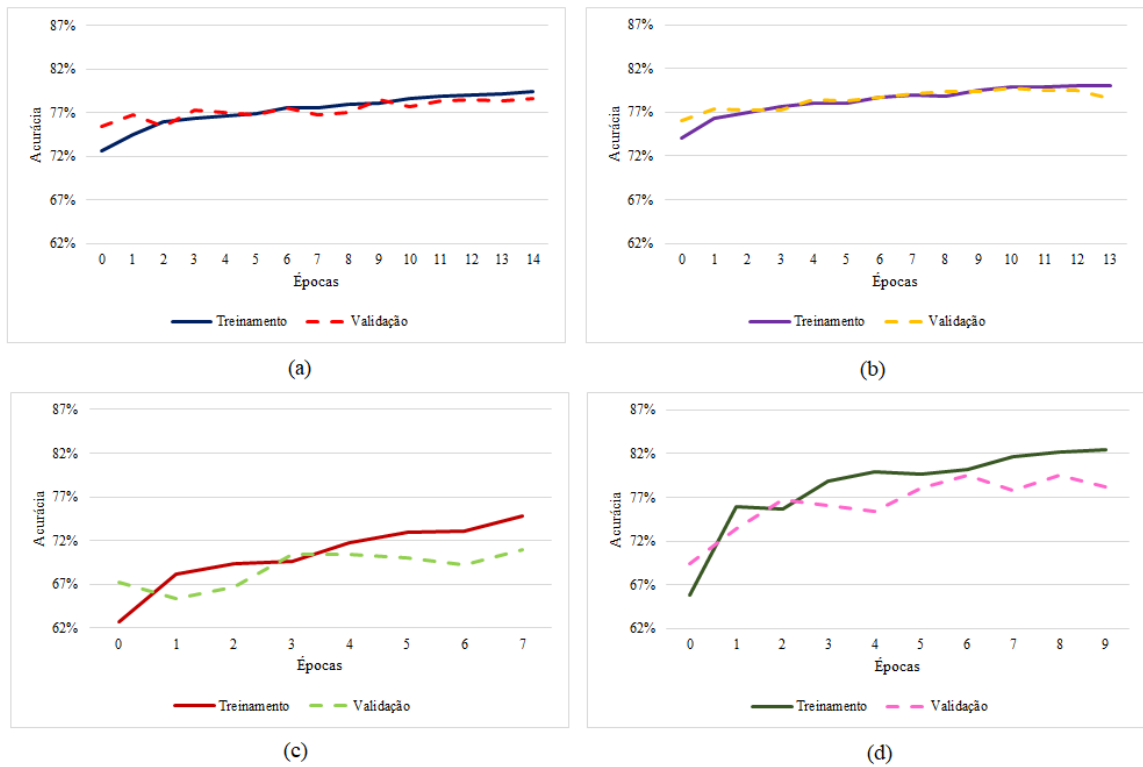 87%
82%
77%
72%
67%
62%
Acurácia
0 1 2 3 4 5 6 7 8 9 10 11 12 13 14
Épocas
Treinamento Validação
(a)
87%
82%
77%
72%
67%
62%
Acurácia
0 1 2 3 4 5 6 7 8 9 10 11 12 13
Épocas
Treinamento Validação
(b)
87%
82%
77%
72%
67%
62%
Acurácia
0 1 2 3 4 5 6 7
Épocas
Treinamento Validação
(c)
87%
82%
77%
72%
67%
62%
Acurácia
0 1 2 3 4 5 6 7 8 9
Épocas
Treinamento Validação
(d)